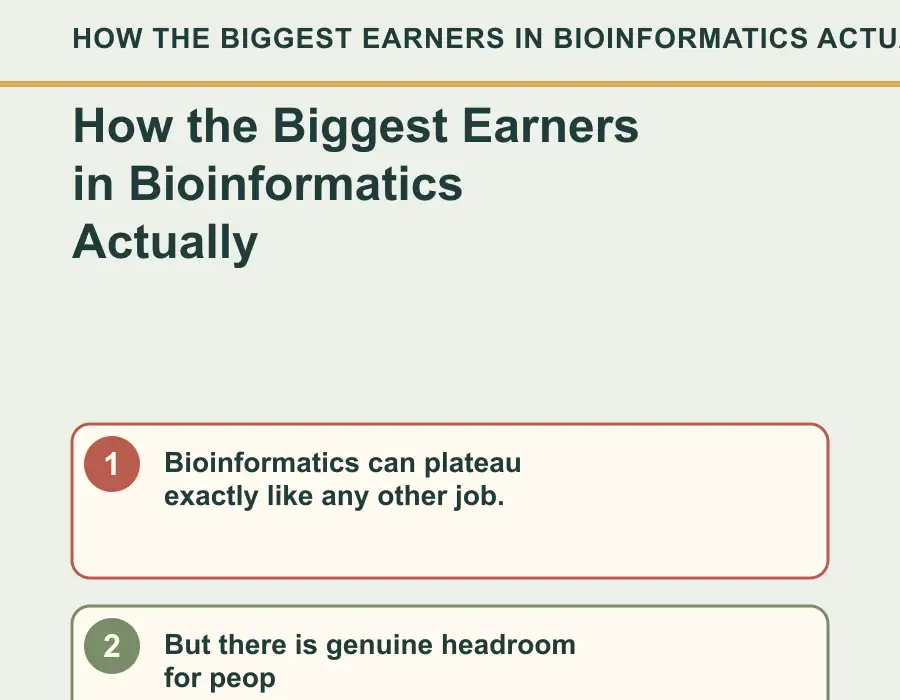 HOW THE BIGGEST EARNERS IN BIOINFORMATICS ACTU
How the Biggest Earners
in Bioinformatics
Actually
1
Bioinformatics can plateau
exactly like any other job.
2
But there is genuine headroom
for peop